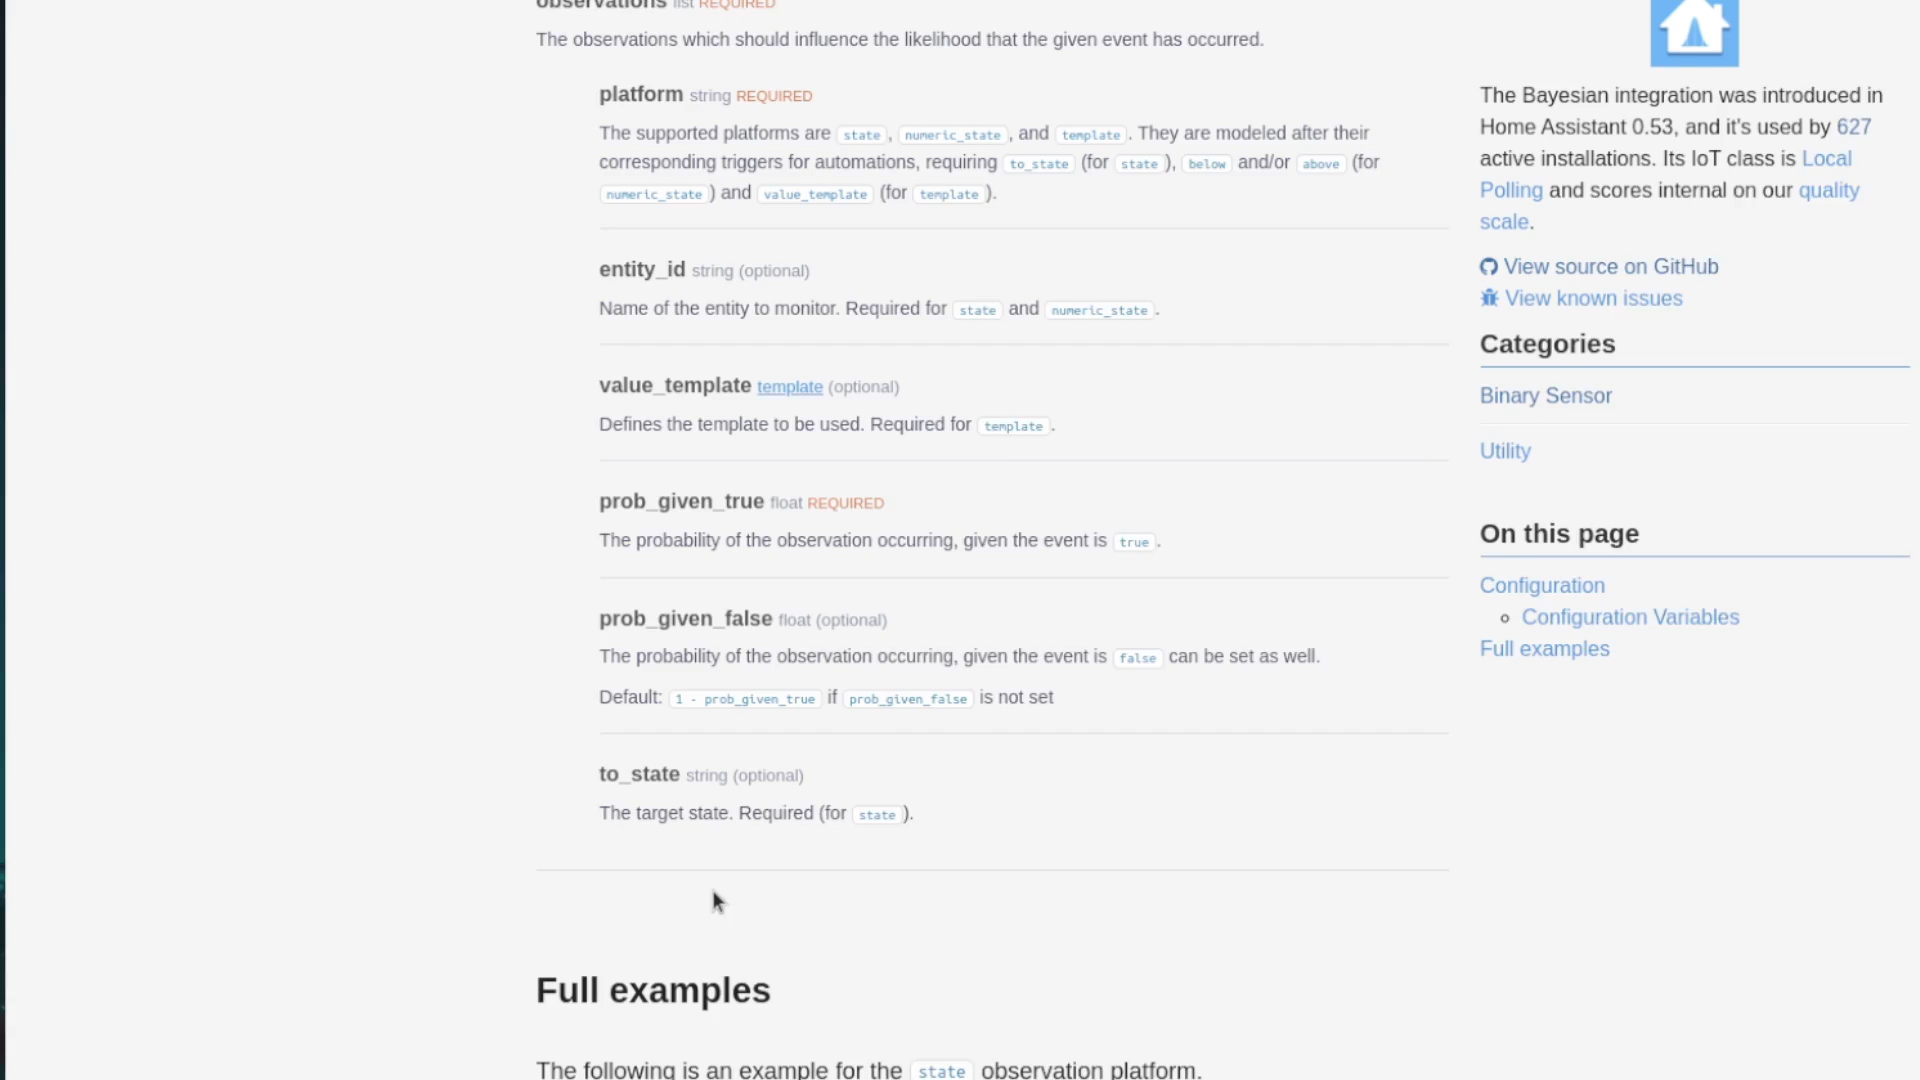 observations list REQUIRED
The observations which should influence the likelihood that the given event has occurred.
platform string REQUIRED
The supported platforms are state, numeric_state, and template. They are modeled after their
corresponding triggers for automations, requiring to_state (for state), below and/or above (for
numeric_state) and value_template (for template).
entity_id string (optional)
Name of the entity to monitor. Required for state and numeric_state.
value_template template (optional)
Defines the template to be used. Required for template.
prob_given_true float REQUIRED
The probability of the observation occurring, given the event is true.
prob_given_false float (optional)
The probability of the observation occurring, given the event is false can be set as well.
Default: 1 - prob_given_true if prob_given_false is not set
to_state string (optional)
The target state. Required (for state).
Full examples
The following is an example for the state observation platform.
The Bayesian integration was introduced in
Home Assistant 0.53, and it's used by 627
active installations. Its IoT class is Local
Polling and scores internal on our quality
scale.
View source on GitHub
View known issues
Categories
Binary Sensor
Utility
On this page
Configuration
Configuration Variables
Full examples